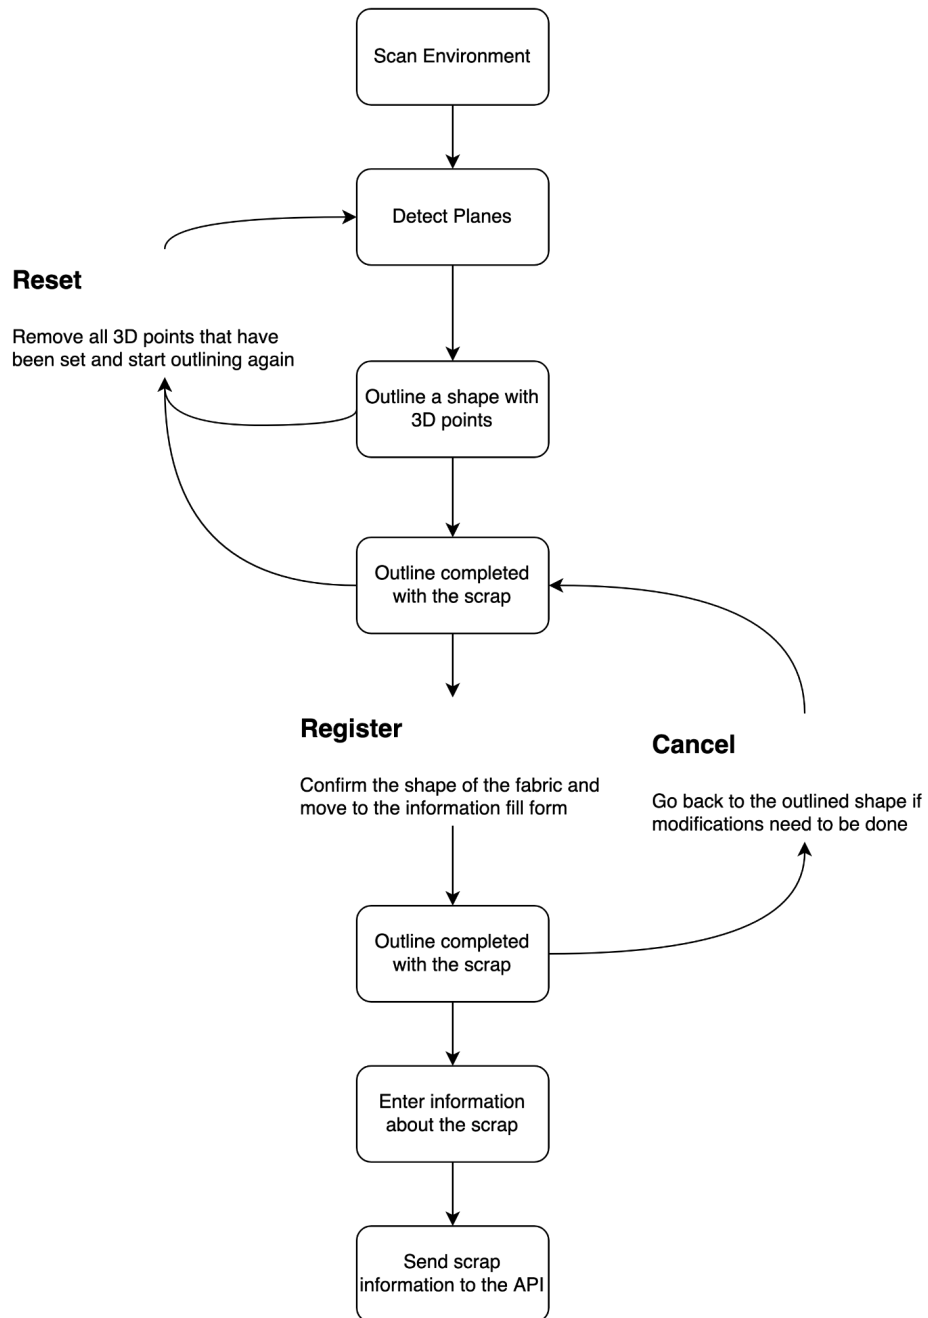 Scan Environment
Detect Planes
Reset
Remove all 3D points that have
been set and start outlining again
Outline a shape with
3D points
Outline completed
with the scrap
Register
Confirm the shape of the fabric and
move to the information fill form
Cancel
Go back to the outlined shape if
modifications need to be done
Outline completed
with the scrap
Enter information
about the scrap
Send scrap
information to the API